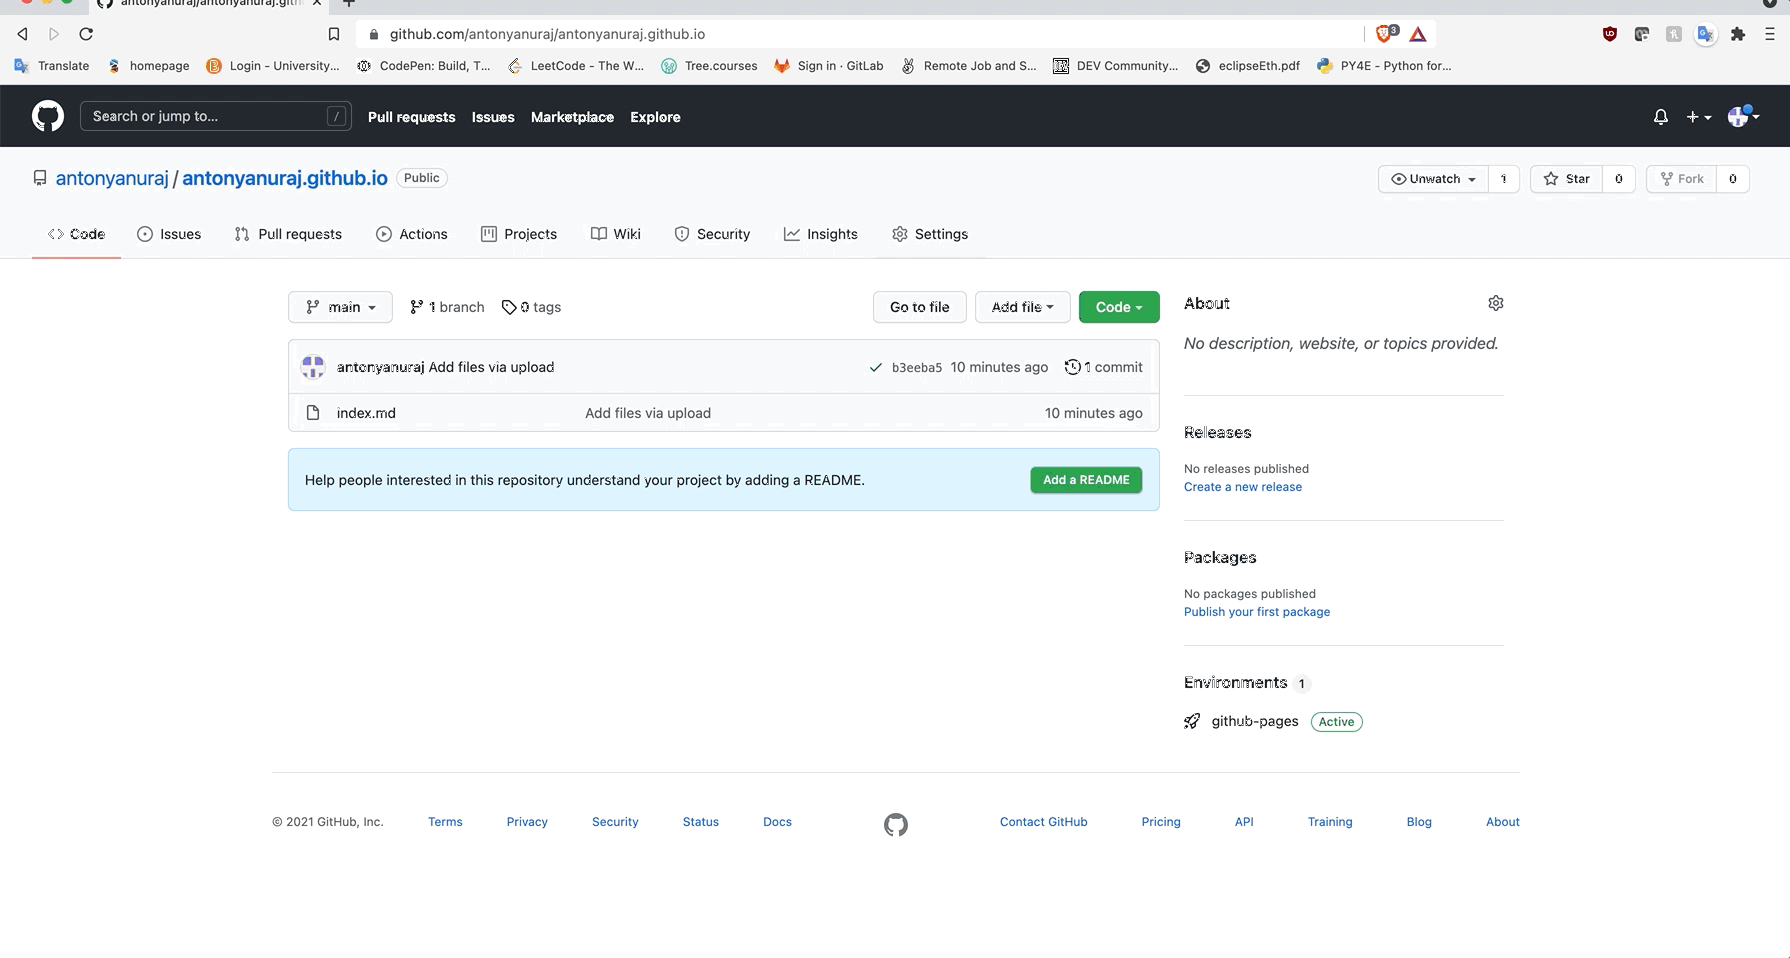 antonyanuraj/antonyanuraj.gith
github.com/antonyanuraj/antonyanuraj.github.io
3
Translate
homepage
Login - University...
CodePen: Build, T...
LeetCode - The W...
Tree.courses
Sign in · GitLab
Remote Job and S...
DEV Community...
eclipseEth.pdf
PY4E - Python for...
Search or jump to...
/
Pull requests
Issues
Marketplace
Explore
antonyanuraj / antonyanuraj.github.io
Public
Unwatch
1
Star
0
Fork
0
Code
Issues
Pull requests
Actions
Projects
Wiki
Security
Insights
Settings
main
1 branch
0 tags
Go to file
Add file
Code
antonyanuraj Add files via upload
b3eeba5 10 minutes ago
1 commit
index.md
Add files via upload
10 minutes ago
Help people interested in this repository understand your project by adding a README.
Add a README
About
No description, website, or topics provided.
Releases
No releases published
Create a new release
Packages
No packages published
Publish your first package
Environments 1
github-pages
Active
© 2021 GitHub, Inc.
Terms
Privacy
Security
Status
Docs
Contact GitHub
Pricing
API
Training
Blog
About